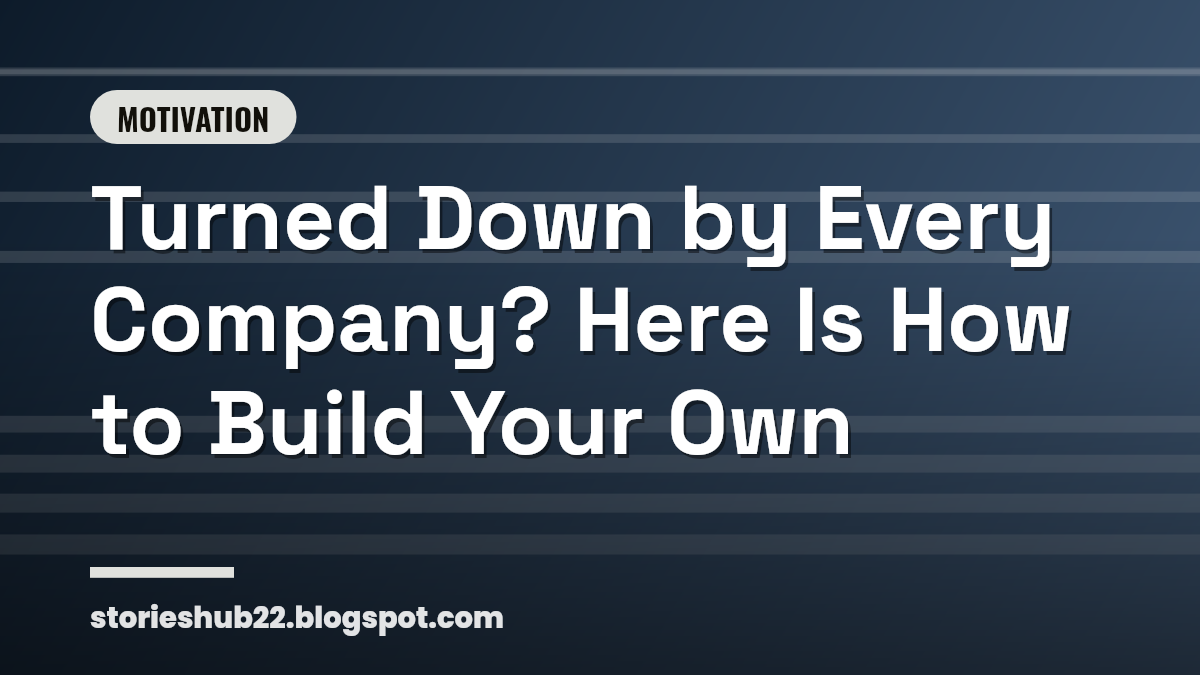 MOTIVATION
Turned Down by Every
Company? Here Is How
to Build Your Own
storieshub22.blogspot.com